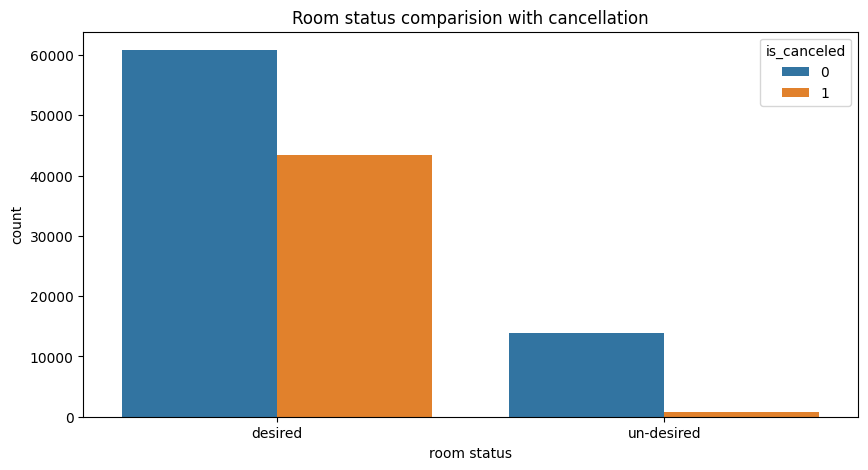 Room status comparision with cancellation
is_canceled
0
1
count
60000
50000
40000
30000
20000
10000
0
desired
un-desired
room status